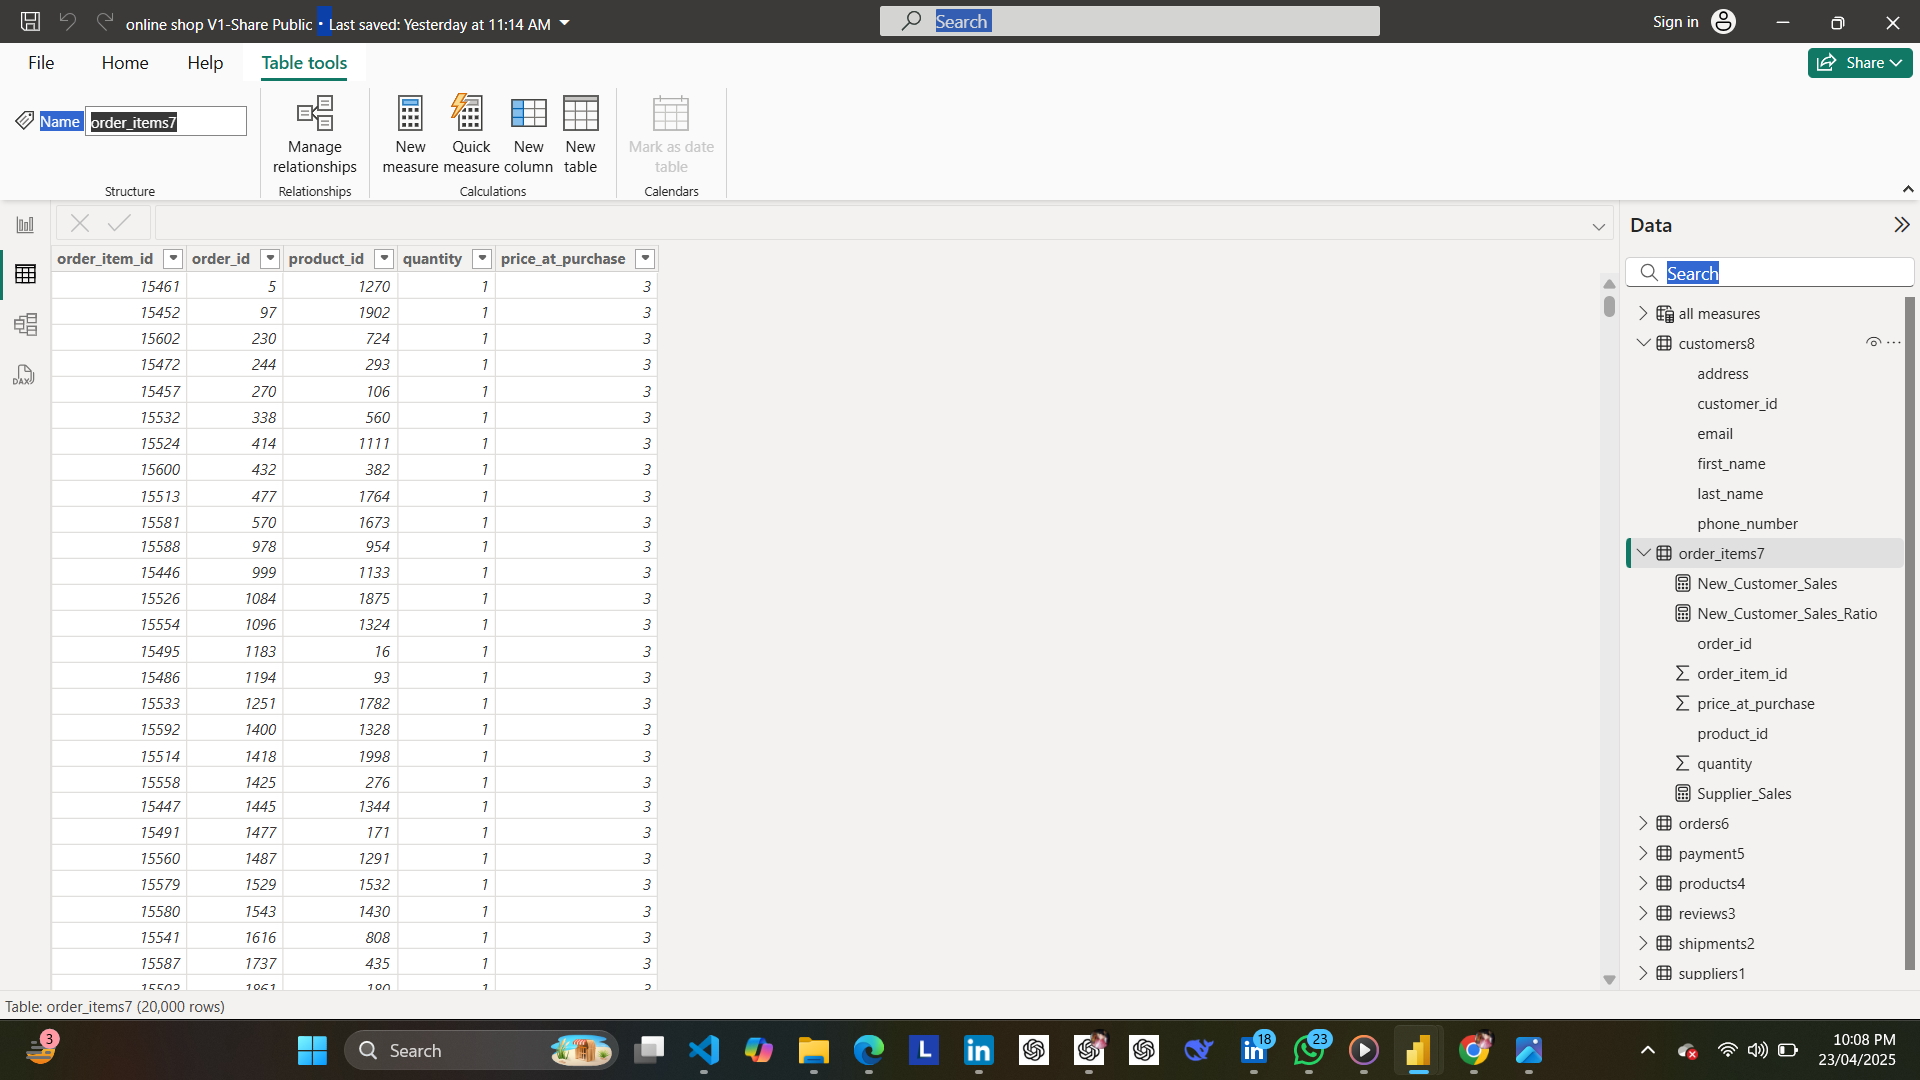 online shop V1-Share Public • Last saved: Yesterday at 11:14 AM
Search
Sign in
File Home Help Table tools
Share
Name order_items7
Manage relationships
New measure
Quick measure
New column
New table
Mark as date table
Structure Relationships Calculations Calendars
order_item_id order_id product_id quantity price_at_purchase
15461 5 1270 1 3
15452 97 1902 1 3
15602 230 724 1 3
15472 244 293 1 3
15457 270 106 1 3
15532 338 560 1 3
15524 414 1111 1 3
15600 432 382 1 3
15513 477 1764 1 3
15581 570 1673 1 3
15588 978 954 1 3
15446 999 1133 1 3
15526 1084 1875 1 3
15554 1096 1324 1 3
15495 1183 16 1 3
15486 1194 93 1 3
15533 1251 1782 1 3
15592 1400 1328 1 3
15514 1418 1998 1 3
15558 1425 276 1 3
15447 1445 1344 1 3
15491 1477 171 1 3
15560 1487 1291 1 3
15579 1529 1532 1 3
15580 1543 1430 1 3
15541 1616 808 1 3
15587 1737 435 1 3
15503 1861 180 1 3
DAX
Data
Search
all measures
customers8
address
customer_id
email
first_name
last_name
phone_number
order_items7
New_Customer_Sales
New_Customer_Sales_Ratio
order_id
order_item_id
price_at_purchase
product_id
quantity
Supplier_Sales
orders6
payment5
products4
reviews3
shipments2
suppliers1
Table: order_items7 (20,000 rows)
3
Search
L
in
in
18
23
10:08 PM
23/04/2025